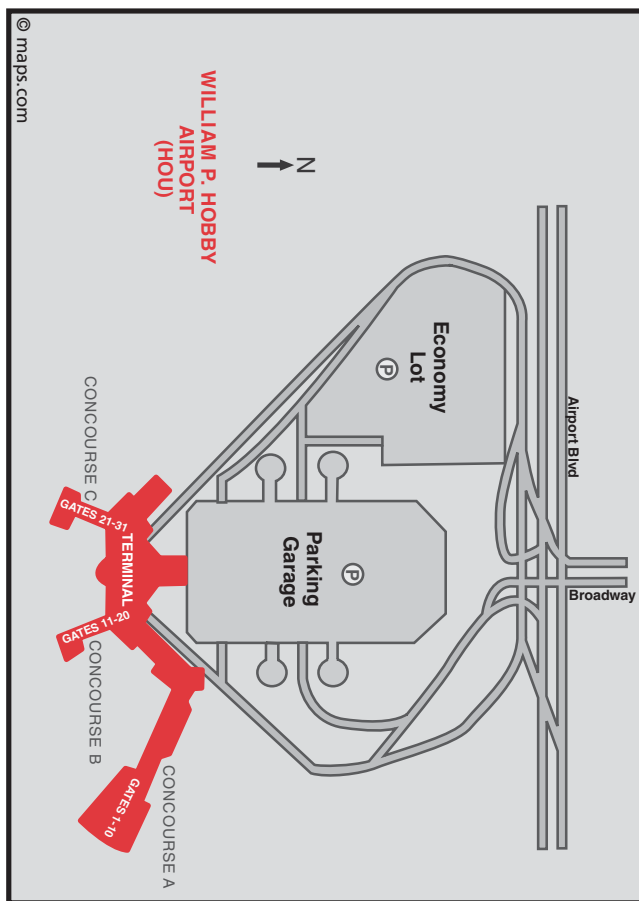 © maps.com
WILLIAM P. HOBBY
AIRPORT
(HOU)
N
Economy
Lot
P
Airport Blvd
Broadway
Parking
Garage
P
CONCOURSE C
GATES 21-31
TERMINAL
GATES 11-20
CONCOURSE B
CONCOURSE A
GATES 1-10